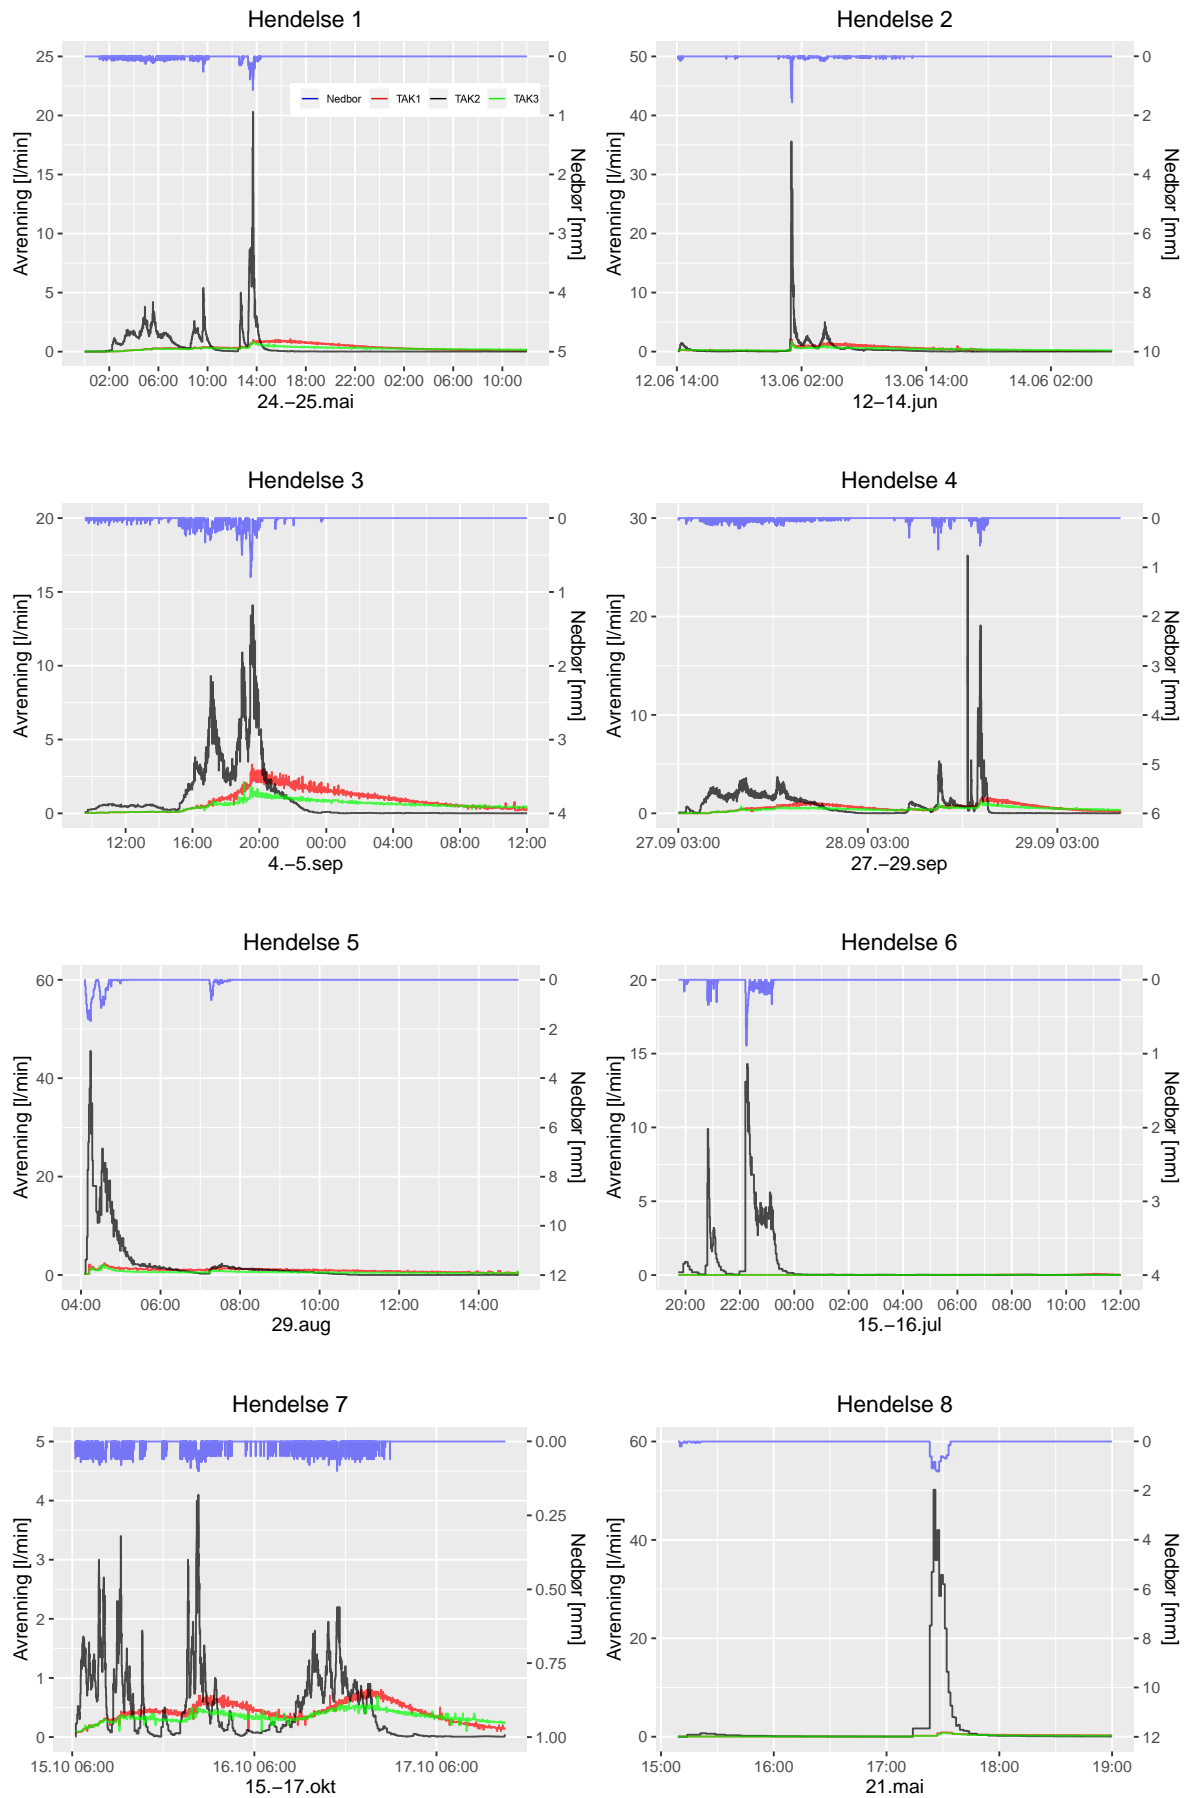 Hendelse 1
25
20
15
10
5
0
0
1
2
3
4
5
Avrenning [l/min]
Nedbør [mm]
Nedbor TAK1 TAK2 TAK3
02:00 06:00 10:00 14:00 18:00 22:00 22:00 02:00 06:00 10:00
24.−25.mai
Hendelse 2
50
40
30
20
10
0
0
2
4
6
8
10
Avrenning [l/min]
Nedbør [mm]
12.06 14:00 13.06 02:00 13.06 14:00 14.06 02:00
12−14.jun
Hendelse 3
20
15
10
5
0
0
1
2
3
4
Avrenning [l/min]
Nedbør [mm]
12:00 16:00 20:00 00:00 04:00 08:00 12:00
4.−5.sep
Hendelse 4
30
20
10
0
0
1
2
3
4
5
6
Avrenning [l/min]
Nedbør [mm]
27.09 03:00 28.09 03:00 29.09 03:00
27.−29.sep
Hendelse 5
60
40
20
0
0
2
4
6
8
10
12
Avrenning [l/min]
Nedbør [mm]
04:00 06:00 08:00 10:00 12:00 14:00
29.aug
Hendelse 6
20
15
10
5
0
0
1
2
3
4
Avrenning [l/min]
Nedbør [mm]
20:00 22:00 00:00 02:00 04:00 06:00 08:00 10:00 12:00
15.−16.jul
Hendelse 7
5
4
3
2
1
0
0.00
0.25
0.50
0.75
1.00
Avrenning [l/min]
Nedbør [mm]
15.10 06:00 16.10 06:00 17.10 06:00
15.−17.okt
Hendelse 8
60
40
20
0
0
2
4
6
8
10
12
Avrenning [l/min]
Nedbør [mm]
15:00 16:00 17:00 18:00 19:00
21.mai